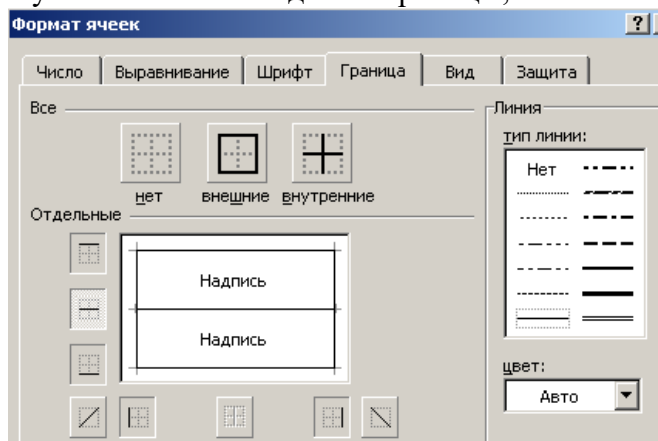 Формат ячеек
Число Выравнивание Шрифт Граница Вид Защита
Все
нет внешние внутренние
Отдельные
Надпись
Надпись
Линия
тип линии:
Нет
цвет:
Авто